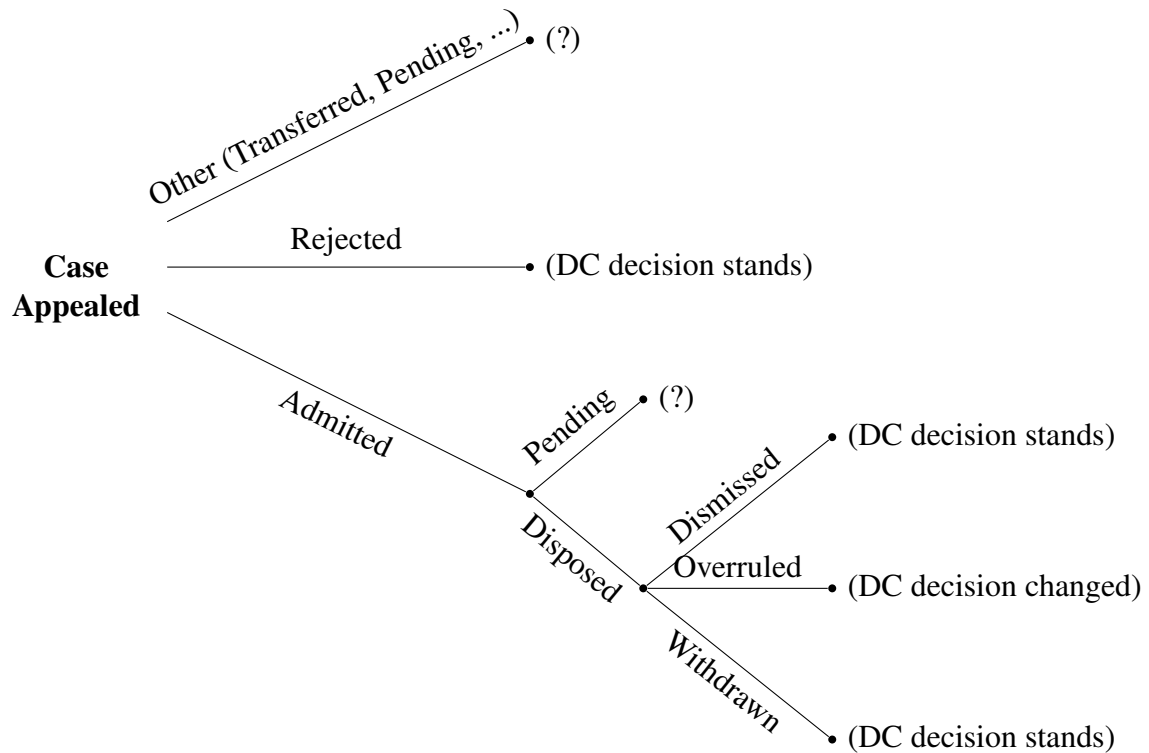 Other (Transferred, Pending, ...)
(?)
Rejected
(DC decision stands)
Case
Appealed
Admitted
Pending
(?)
Disposed
Dismissed
(DC decision stands)
Overruled
(DC decision changed)
Withdrawn
(DC decision stands)